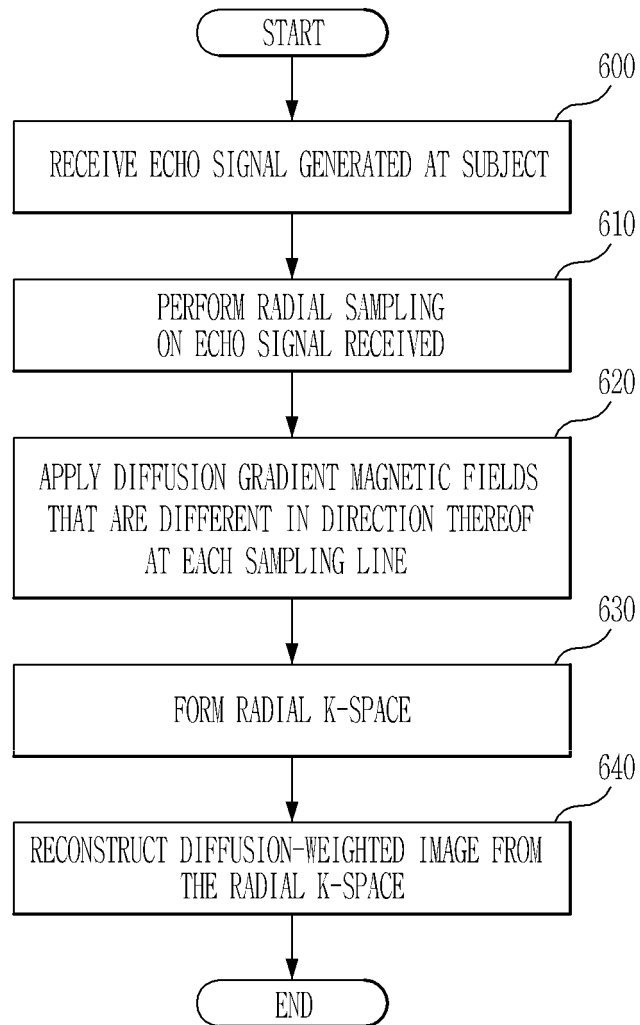 START
600
RECEIVE ECHO SIGNAL GENERATED AT SUBJECT
610
PERFORM RADIAL SAMPLING
ON ECHO SIGNAL RECEIVED
620
APPLY DIFFUSION GRADIENT MAGNETIC FIELDS
THAT ARE DIFFERENT IN DIRECTION THEREOF
AT EACH SAMPLING LINE
630
FORM RADIAL K-SPACE
640
RECONSTRUCT DIFFUSION-WEIGHTED IMAGE FROM
THE RADIAL K-SPACE
END